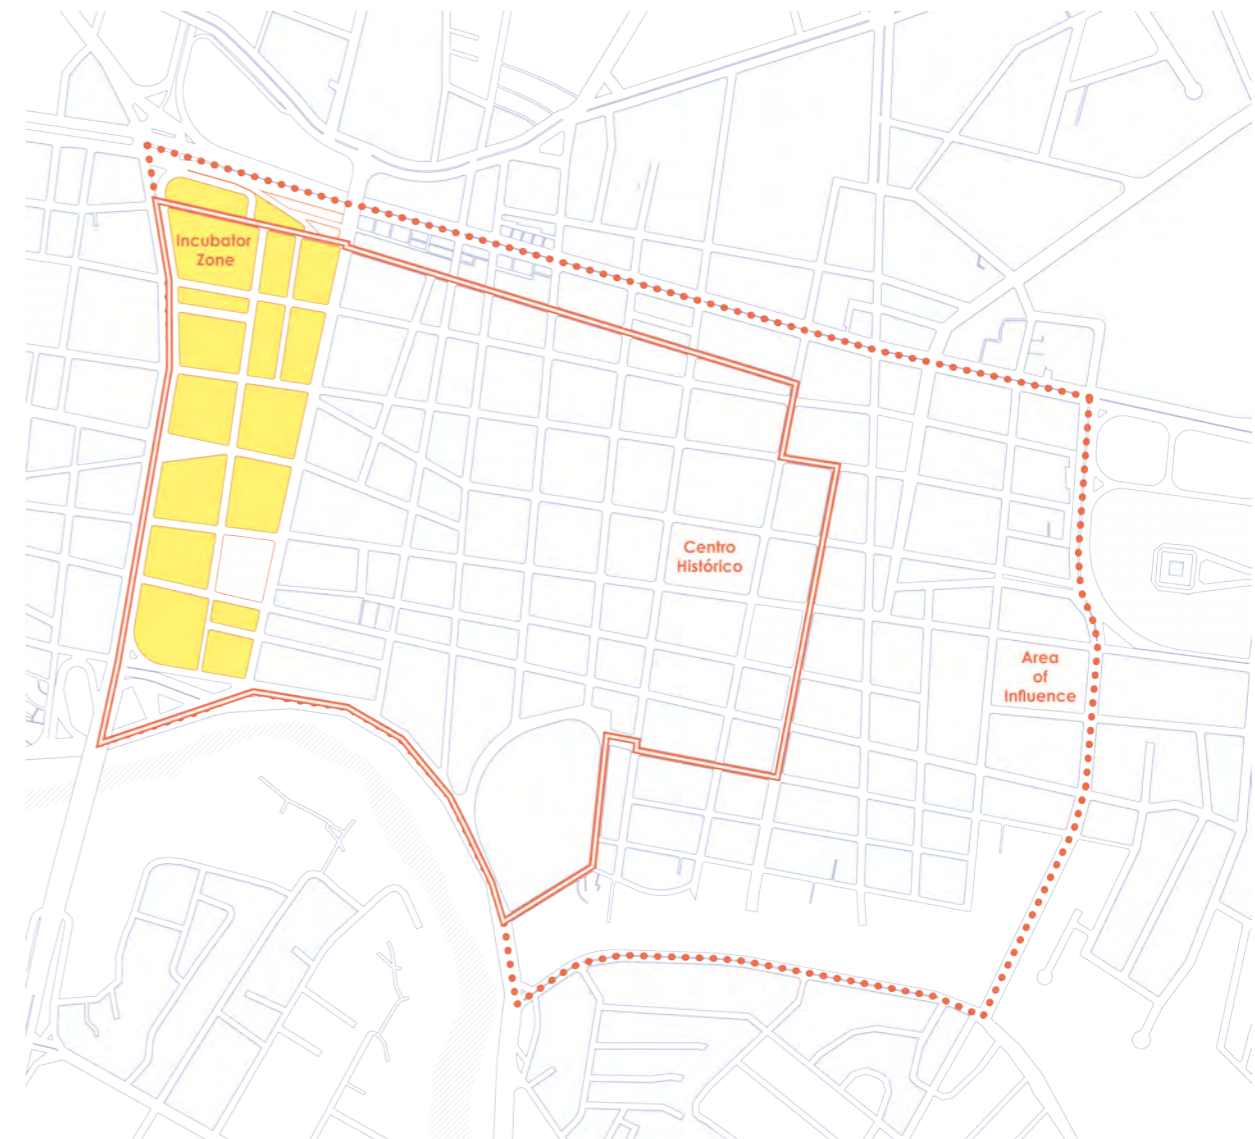 Incubator
Zone
Centro
Histórico
Area
of
Influence